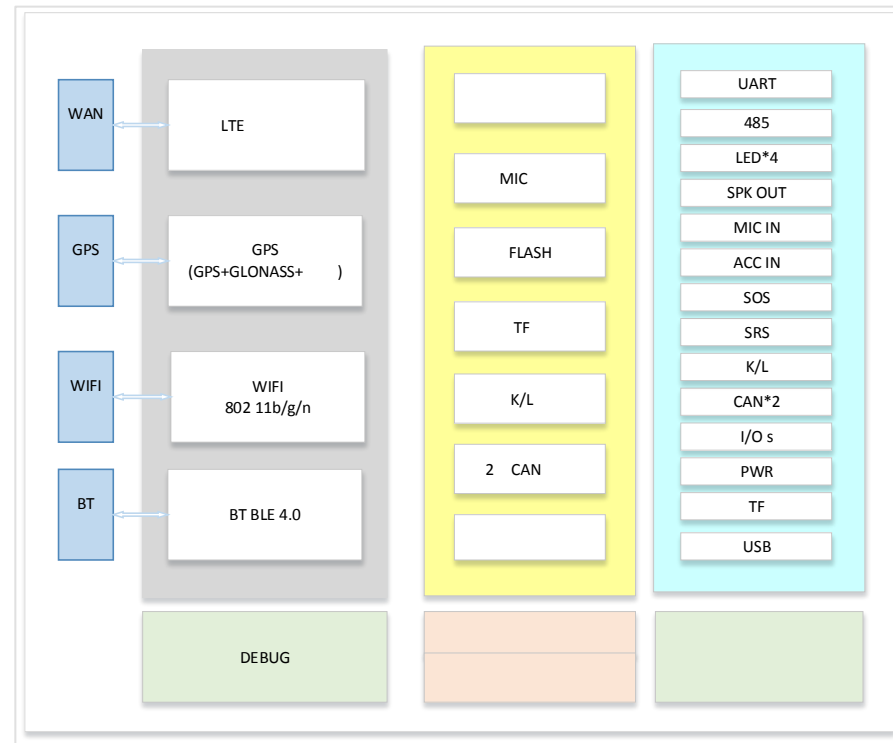 WAN
LTE
GPS
GPS
(GPS+GLONASS+ )
WIFI
WIFI
802 11b/g/n
BT
BT BLE 4.0
DEBUG
MIC
FLASH
TF
K/L
2 CAN
UART
485
LED*4
SPK OUT
MIC IN
ACC IN
SOS
SRS
K/L
CAN*2
I/O s
PWR
TF
USB